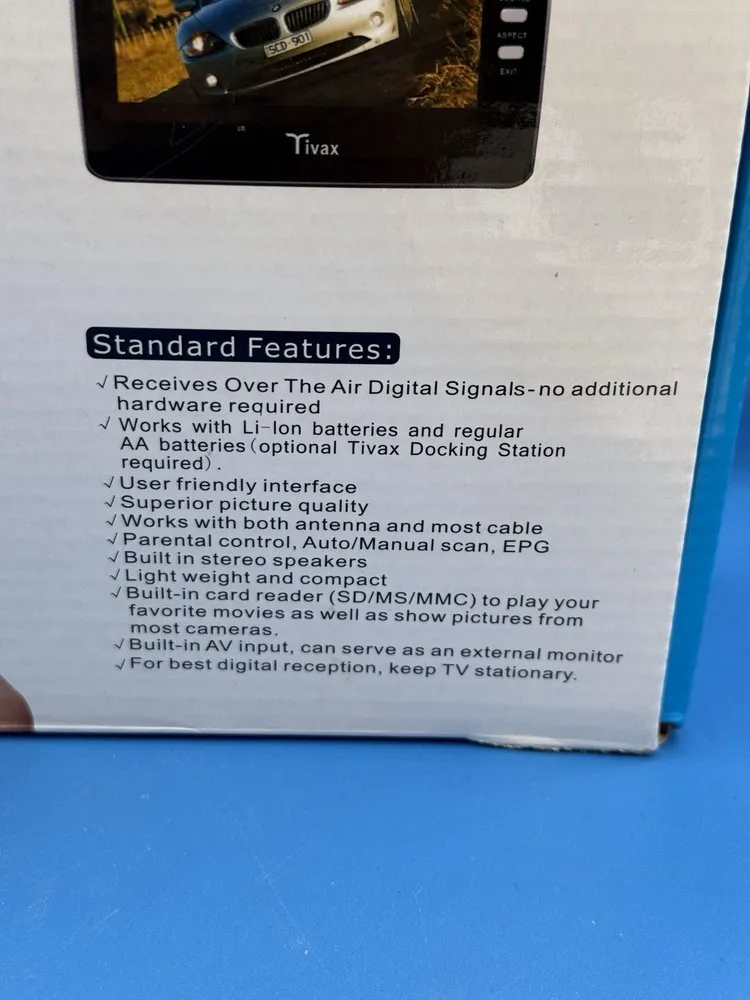 SCD-901
ASPECT
EXIT
Tivax
Standard Features:
√ Receives Over The Air Digital Signals-no additional
hardware required
√ Works with Li-Ion batteries and regular
AA batteries (optional Tivax Docking Station
required).
√ User friendly interface
√ Superior picture quality
√ Works with both antenna and most cable
√ Parental control, Auto/Manual scan, EPG
√ Built in stereo speakers
√ Light weight and compact
√ Built-in card reader (SD/MS/MMC) to play your
favorite movies as well as show pictures from
most cameras.
√ Built-in AV input, can serve as an external monitor
√ For best digital reception, keep TV stationary.